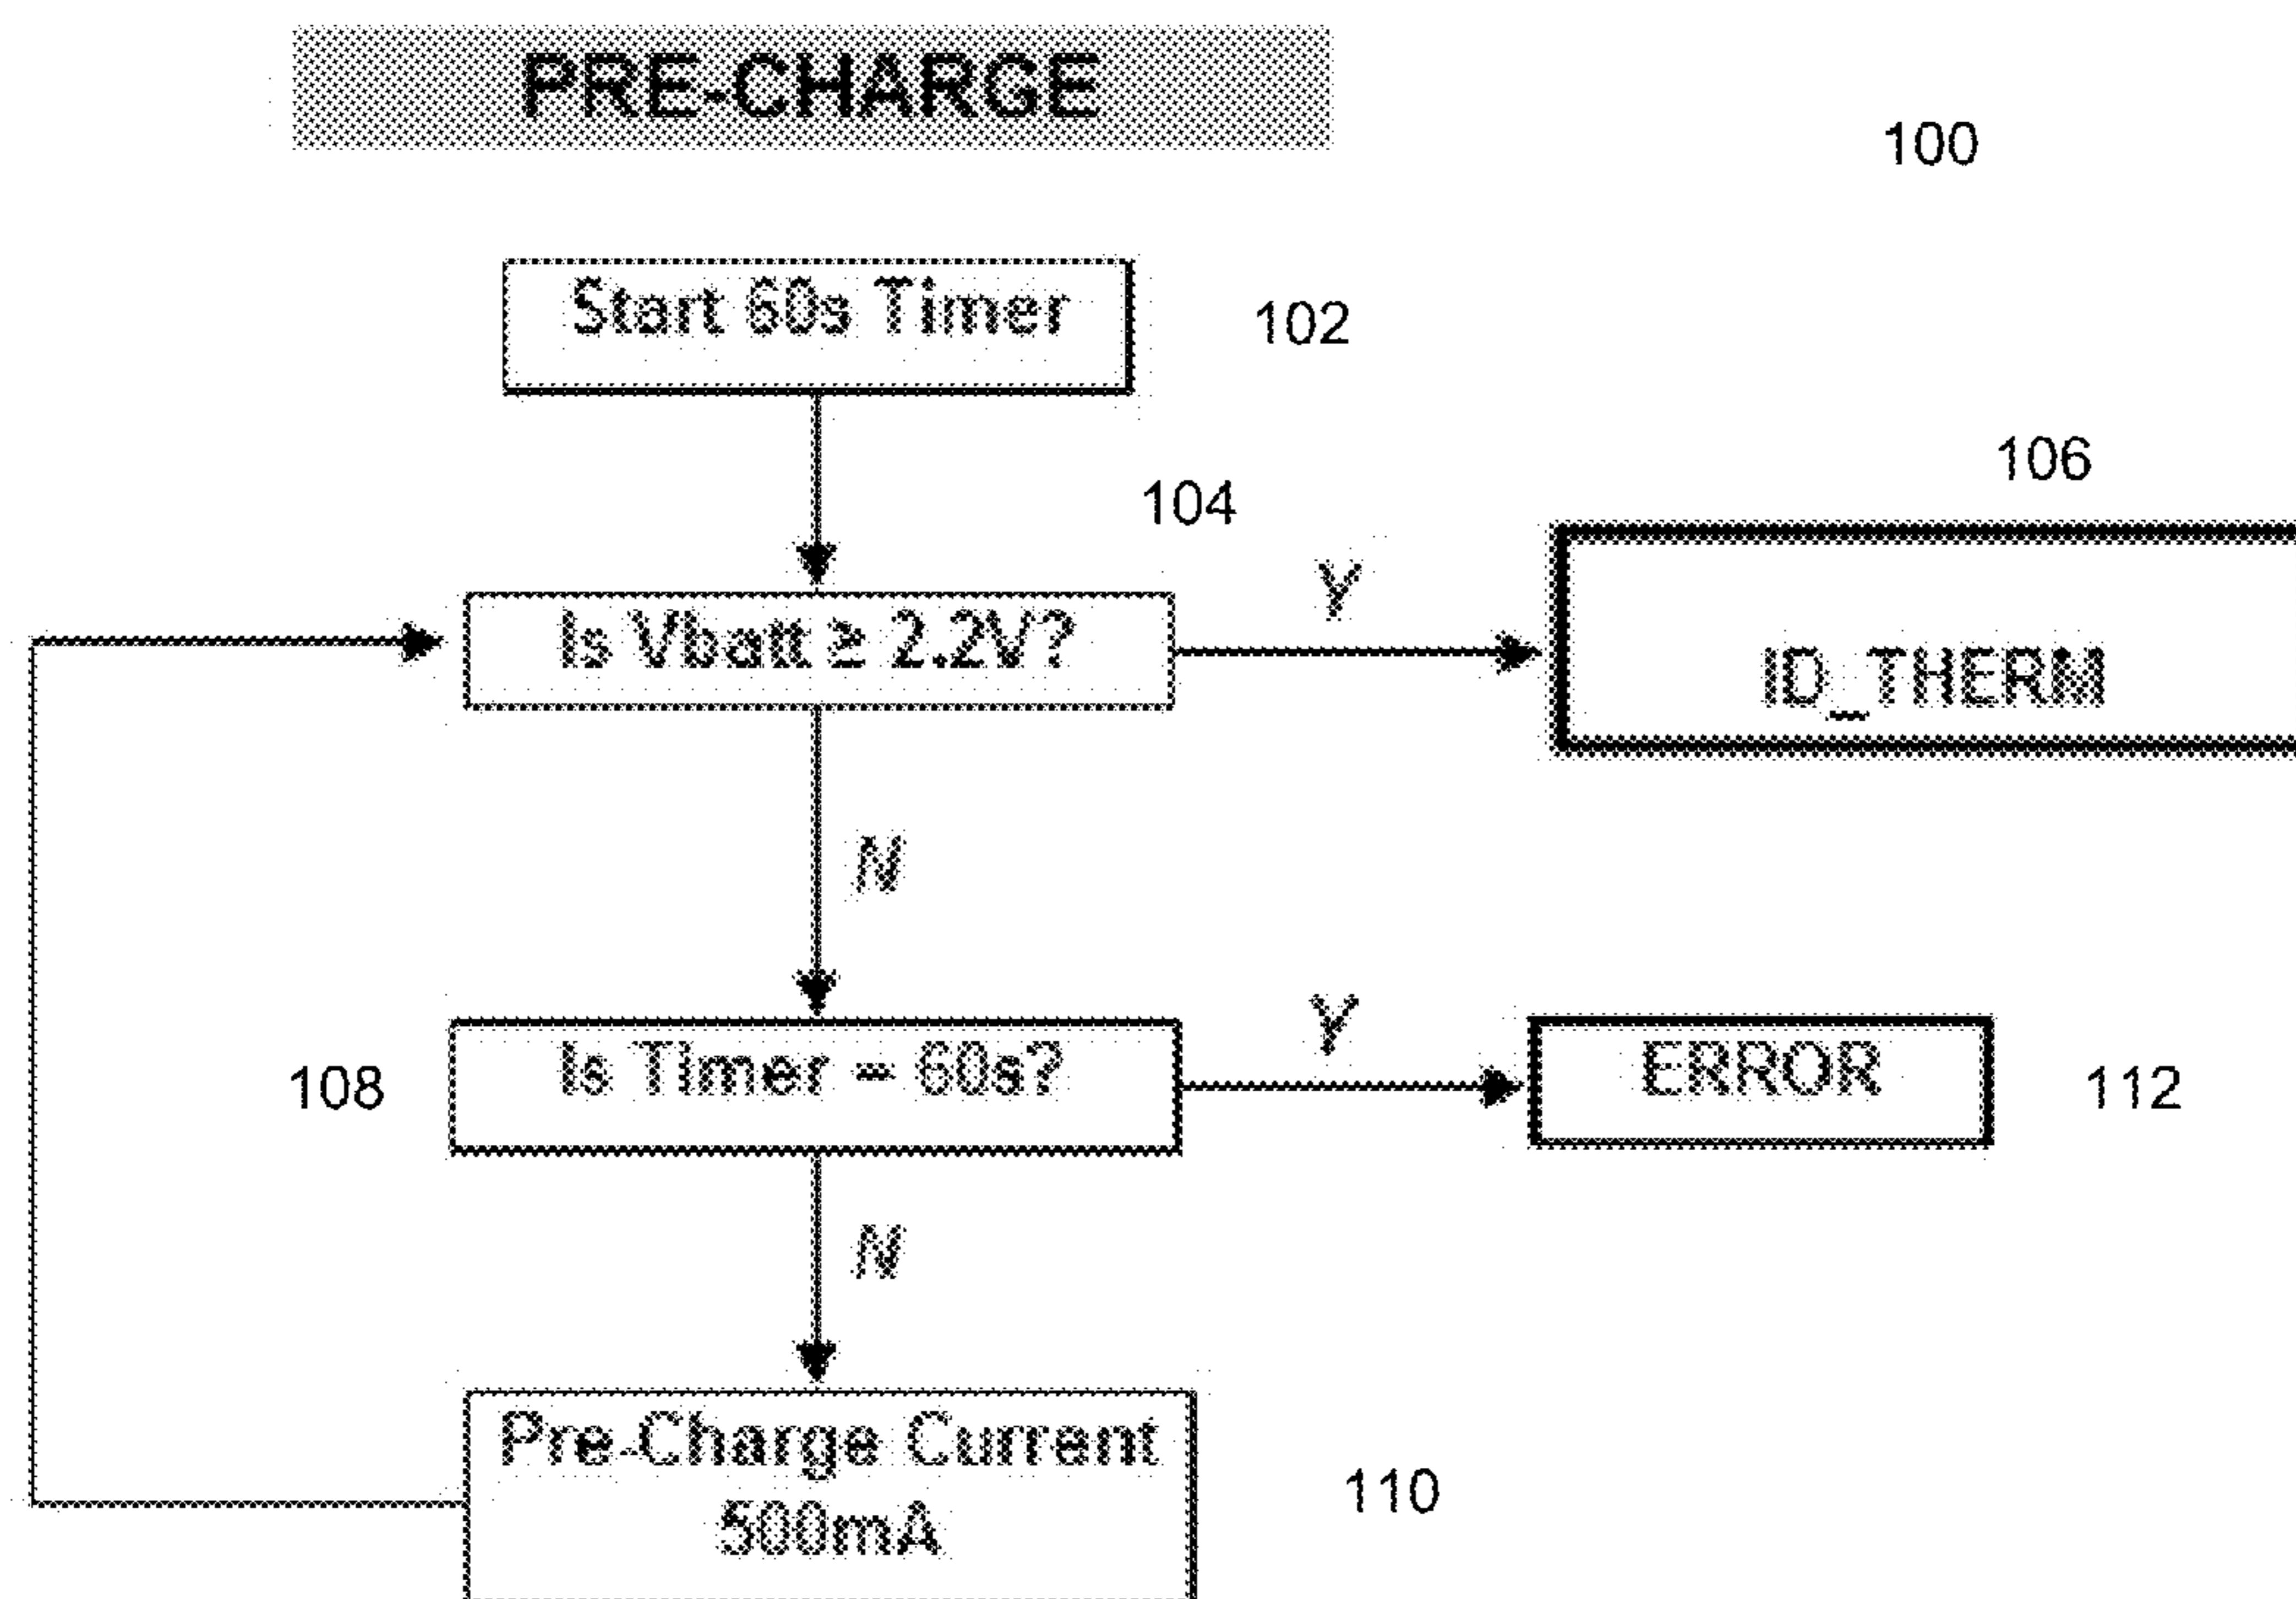 PRE-CHARGE
100
Start 60s Timer
102
104
106
Is Vbatt ≥ 2.2V?
Y
ID_THERM
N
108
Is Timer = 60s?
Y
ERROR
112
N
Pre-Charge Current
500mA
110